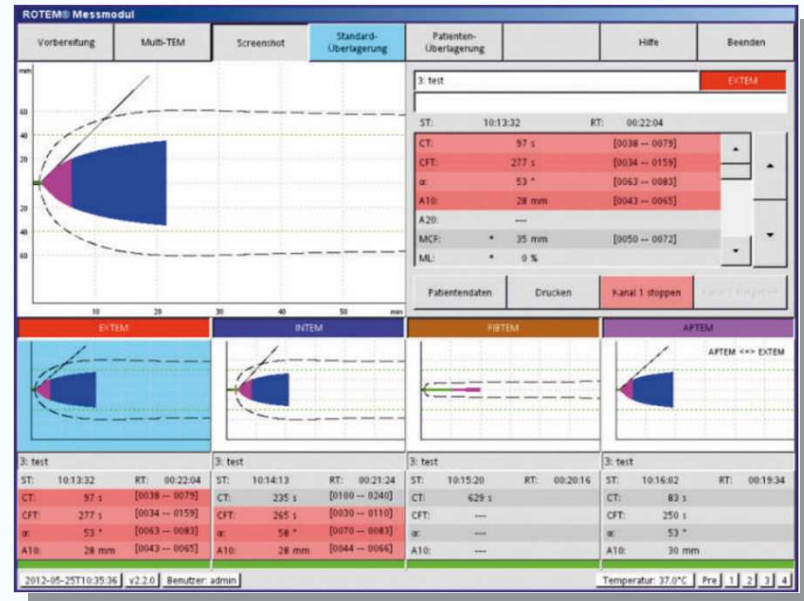 ROTEM® Messmodul
Vorbereitung Multi-TEM Screenshot Standard-Überlagerung Patienten-Überlagerung Hilfe Beenden
3: test EXTEM
ST: 10:13:32 RT: 00:22:04
CT: 97 s [0038 -- 0079]
CFT: 277 s [0034 -- 0159]
α: 53 ° [0063 -- 0083]
A10: 28 mm [0043 -- 0065]
A20: ---
MCF: * 35 mm [0050 -- 0072]
ML: * 0 %
Patientendaten Drucken Kanal 1 stoppen
mm
60
40
20
20
40
60
10 20 30 40 50 min
EXTEM INTEM FIBTEM APTEM
APTEM <=> EXTEM
3: test 3: test 3: test 3: test
ST: 10:13:32 RT: 00:22:04 ST: 10:14:13 RT: 00:21:24 ST: 10:15:20 RT: 00:20:16 ST: 10:16:02 RT: 00:19:34
CT: 97 s [0038 -- 0079] CT: 235 s [0100 -- 0240] CT: 629 s CT: 83 s
CFT: 277 s [0034 -- 0159] CFT: 265 s [0030 -- 0110] CFT: --- CFT: 250 s
α: 53 ° [0063 -- 0083] α: 58 ° [0070 -- 0083] α: --- α: 53 °
A10: 28 mm [0043 -- 0065] A10: 28 mm [0044 -- 0066] A10: --- A10: 30 mm
2012-05-25T10:35:36 v2.2.0 Benutzer: admin Temperatur: 37.0°C Pre 1 2 3 4